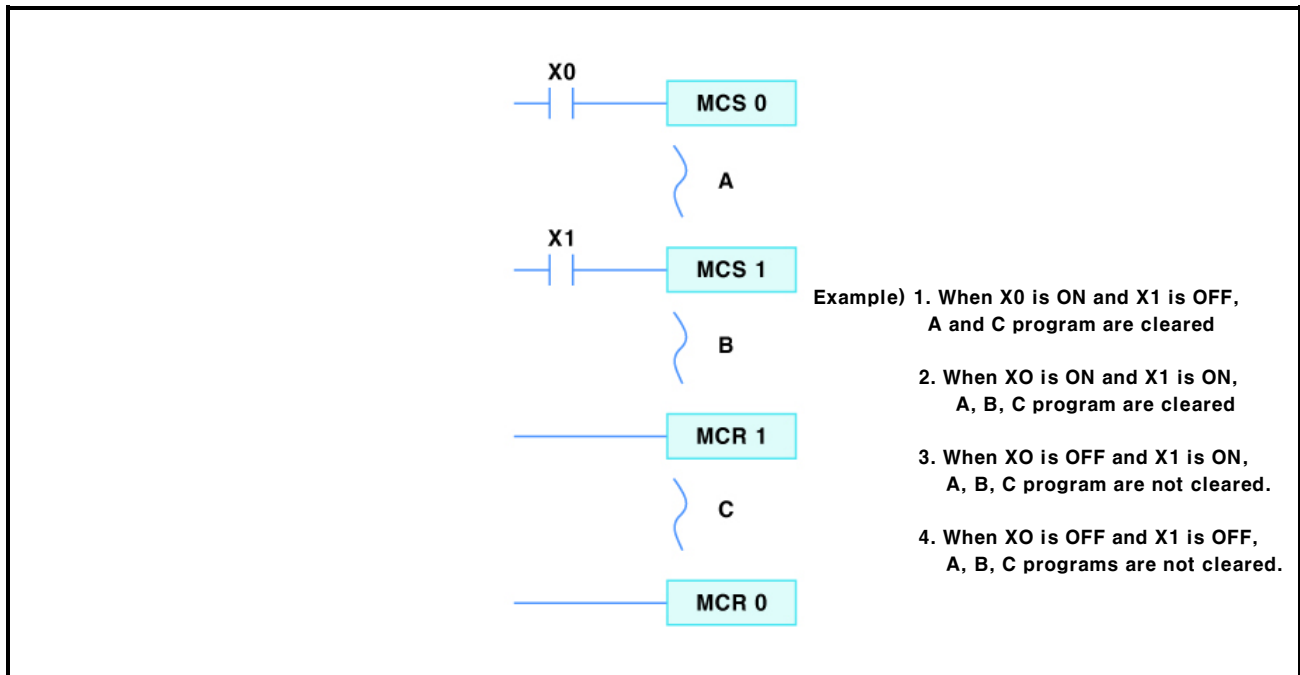 X0
MCS 0
A
X1
MCS 1
B
MCR 1
C
MCR 0
Example) 1. When X0 is ON and X1 is OFF,
A and C program are cleared
2. When XO is ON and X1 is ON,
A, B, C program are cleared
3. When XO is OFF and X1 is ON,
A, B, C program are not cleared.
4. When XO is OFF and X1 is OFF,
A, B, C programs are not cleared.